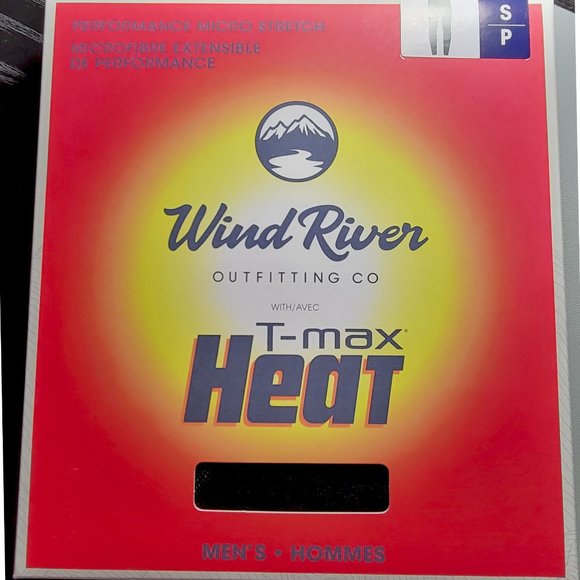 PERFORMANCE MICRO STRETCH
MICROFIBRE EXTENSIBLE
DE PERFORMANCE
S
P
Wind River
OUTFITTING CO
WITH/AVEC
T-max®
Heat
MEN'S • HOMMES